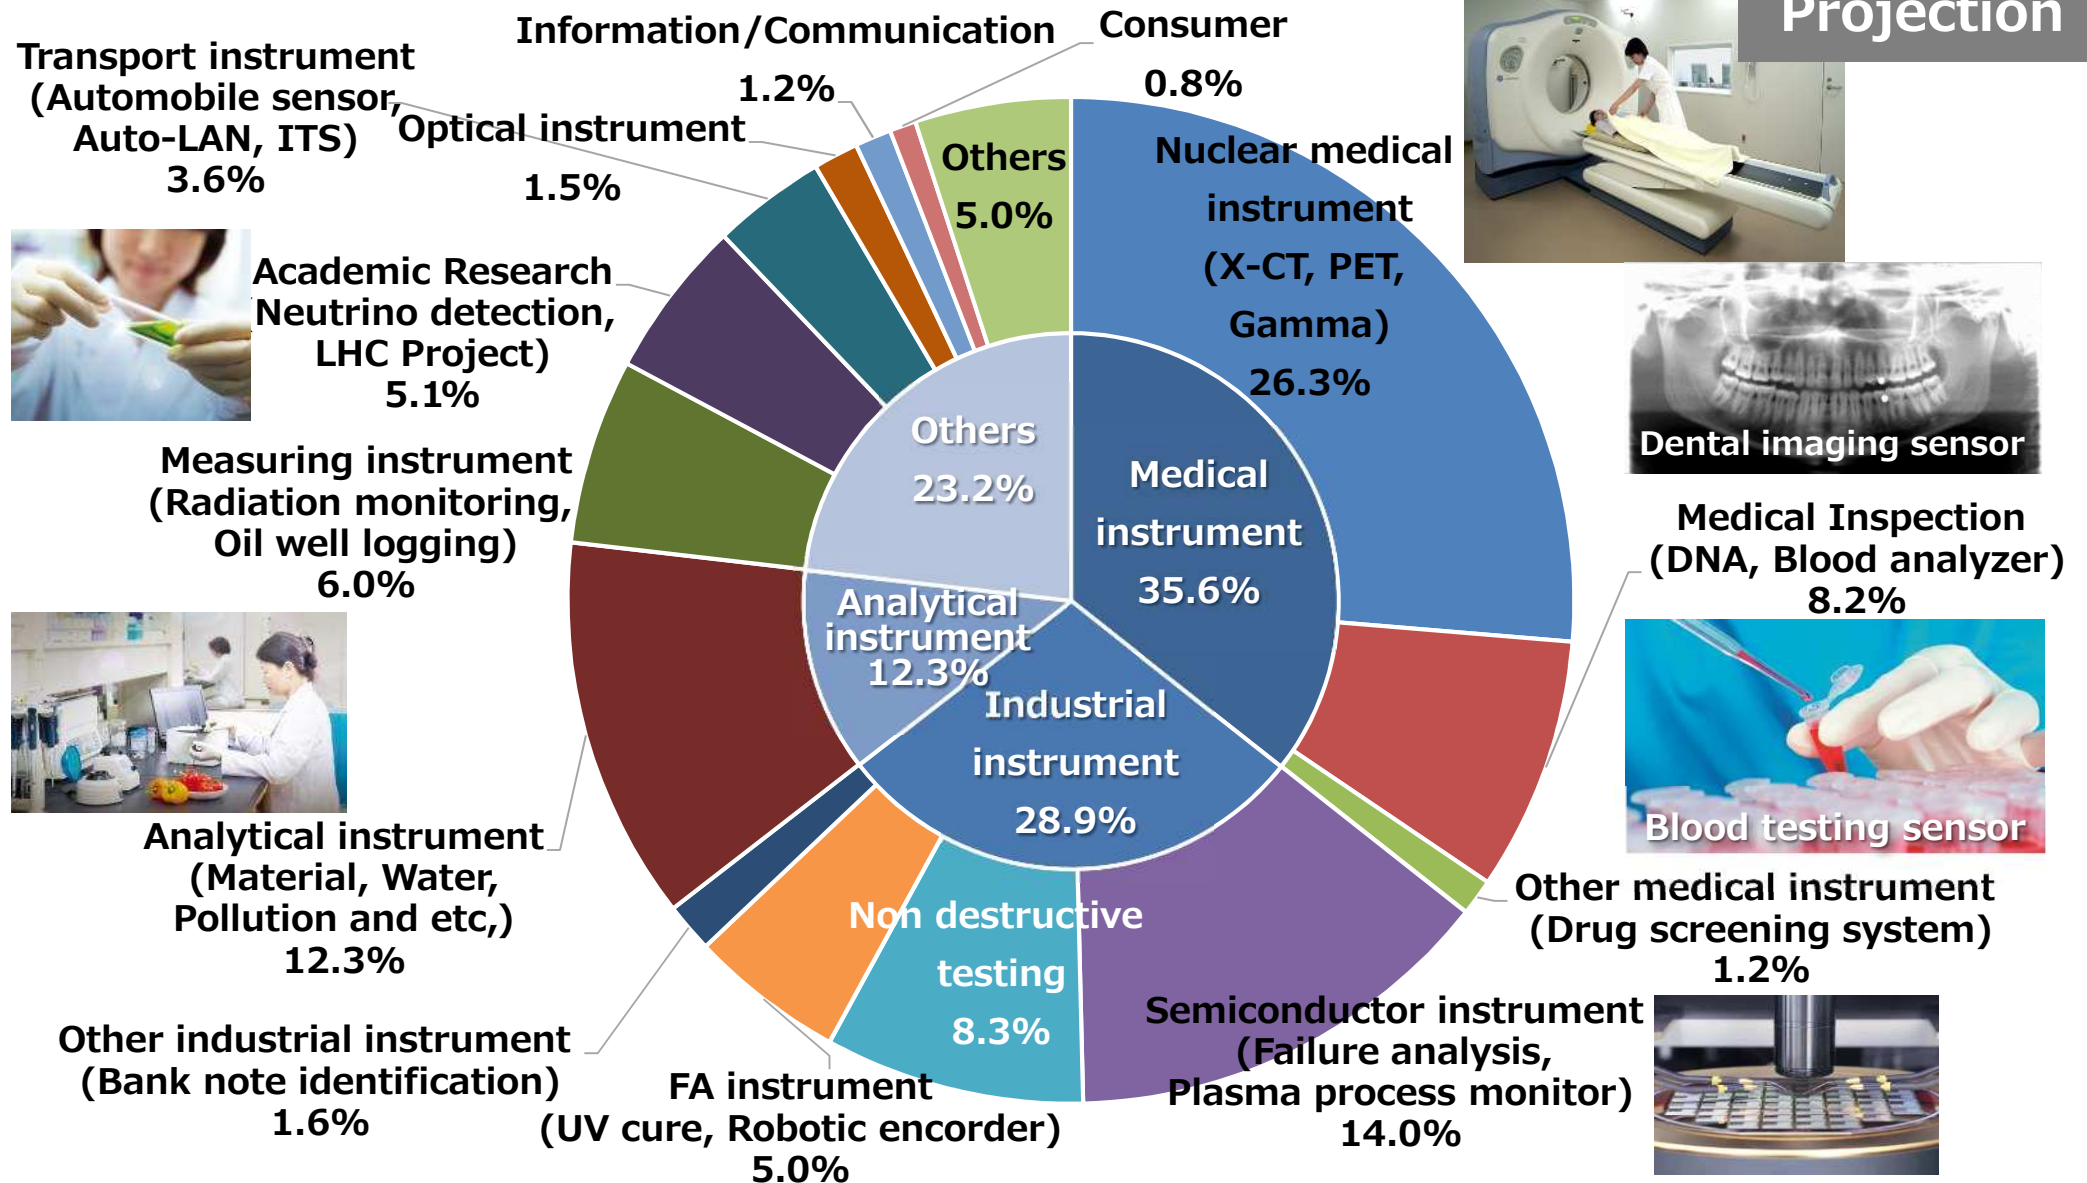 Projection
Information/Communication
1.2%
Consumer
0.8%
Transport instrument
(Automobile sensor,
Auto-LAN, ITS)
3.6%
Optical instrument
1.5%
Others
5.0%
Nuclear medical
instrument
(X-CT, PET,
Gamma)
26.3%
Academic Research
(Neutrino detection,
LHC Project)
5.1%
Others
23.2%
Medical
instrument
35.6%
Dental imaging sensor
Measuring instrument
(Radiation monitoring,
Oil well logging)
6.0%
Medical Inspection
(DNA, Blood analyzer)
8.2%
Analytical
instrument
12.3%
Industrial
instrument
28.9%
Blood testing sensor
Analytical instrument
(Material, Water,
Pollution and etc,)
12.3%
Non destructive
testing
8.3%
Other medical instrument
(Drug screening system)
1.2%
Semiconductor instrument
(Failure analysis,
Plasma process monitor)
14.0%
Other industrial instrument
(Bank note identification)
1.6%
FA instrument
(UV cure, Robotic encorder)
5.0%